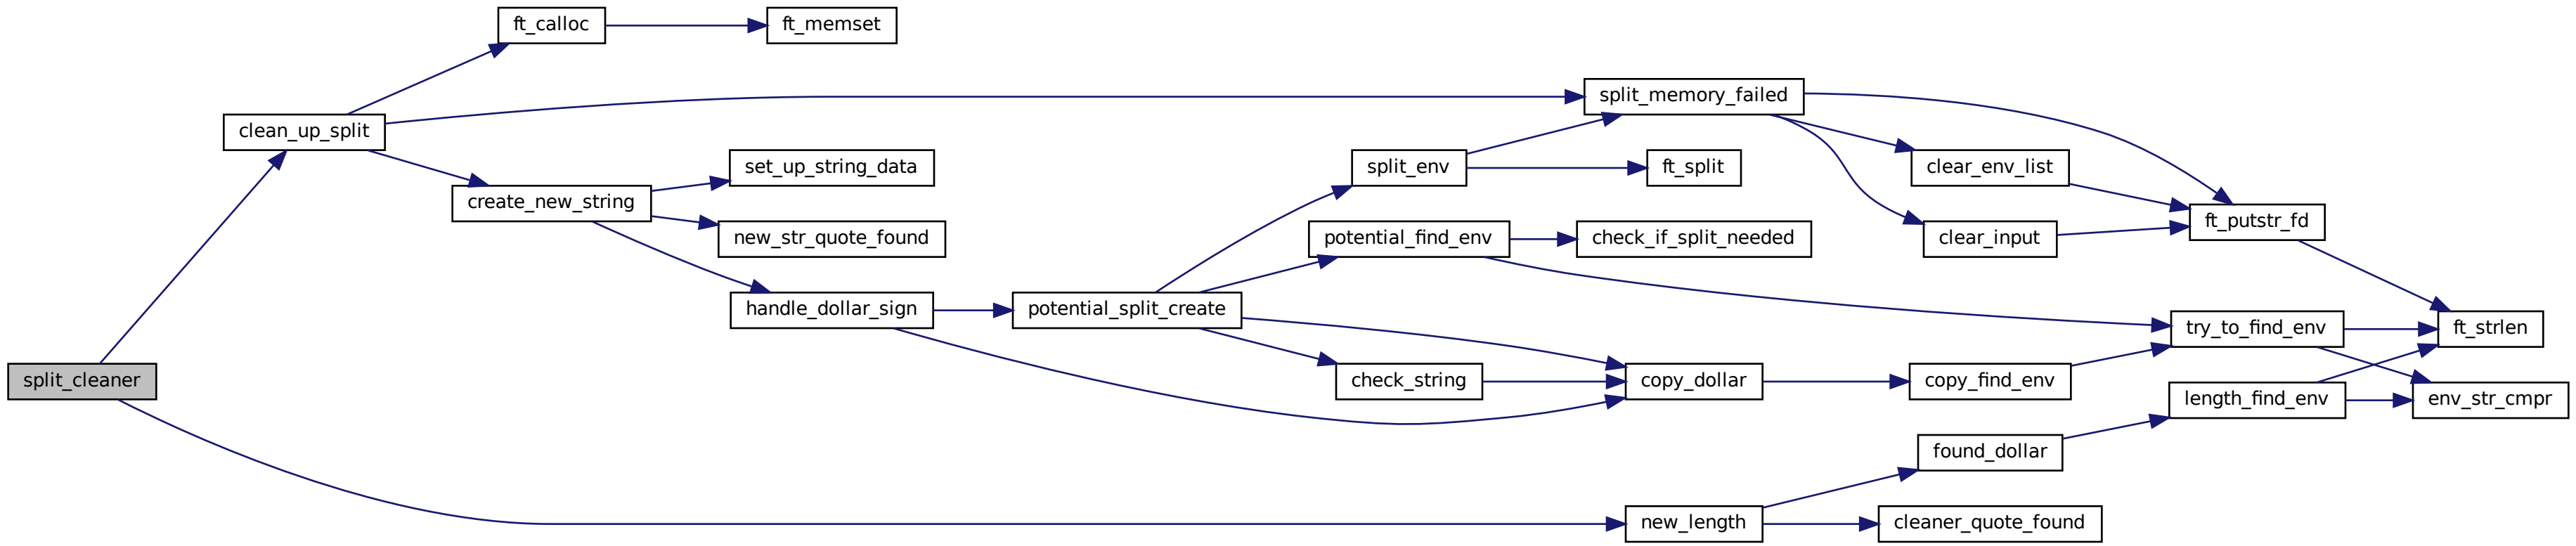 ft_calloc
ft_memset
split_memory_failed
clean_up_split
split_env
ft_split
clear_env_list
set_up_string_data
create_new_string
ft_putstr_fd
new_str_quote_found
potential_find_env
check_if_split_needed
clear_input
handle_dollar_sign
potential_split_create
try_to_find_env
ft_strlen
split_cleaner
check_string
copy_dollar
copy_find_env
length_find_env
env_str_cmpr
found_dollar
new_length
cleaner_quote_found